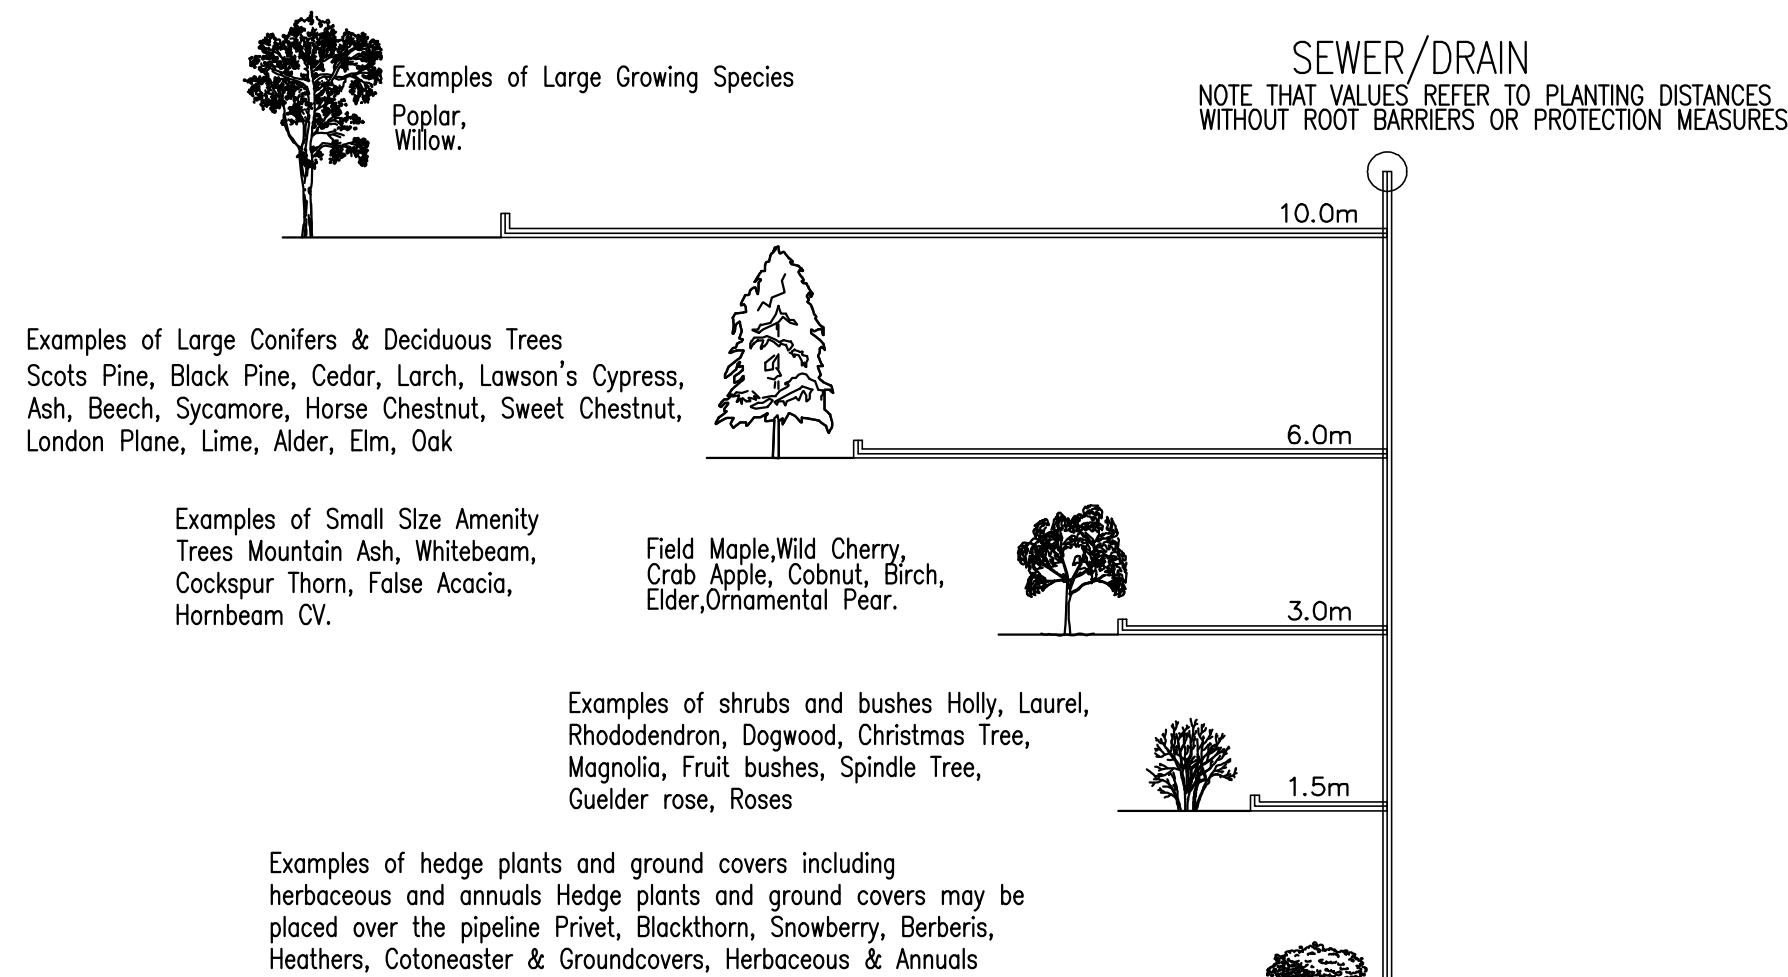 Examples of Large Growing Species
Poplar,
Willow.
SEWER/DRAIN
NOTE THAT VALUES REFER TO PLANTING DISTANCES
WITHOUT ROOT BARRIERS OR PROTECTION MEASURES
10.0m
Examples of Large Conifers & Deciduous Trees
Scots Pine, Black Pine, Cedar, Larch, Lawson's Cypress,
Ash, Beech, Sycamore, Horse Chestnut, Sweet Chestnut,
London Plane, Lime, Alder, Elm, Oak
6.0m
Examples of Small SIze Amenity
Trees Mountain Ash, Whitebeam,
Cockspur Thorn, False Acacia,
Hornbeam CV.
Field Maple,Wild Cherry,
Crab Apple, Cobnut, Birch,
Elder,Ornamental Pear.
3.0m
Examples of shrubs and bushes Holly, Laurel,
Rhododendron, Dogwood, Christmas Tree,
Magnolia, Fruit bushes, Spindle Tree,
Guelder rose, Roses
1.5m
Examples of hedge plants and ground covers including
herbaceous and annuals Hedge plants and ground covers may be
placed over the pipeline Privet, Blackthorn, Snowberry, Berberis,
Heathers, Cotoneaster & Groundcovers, Herbaceous & Annuals